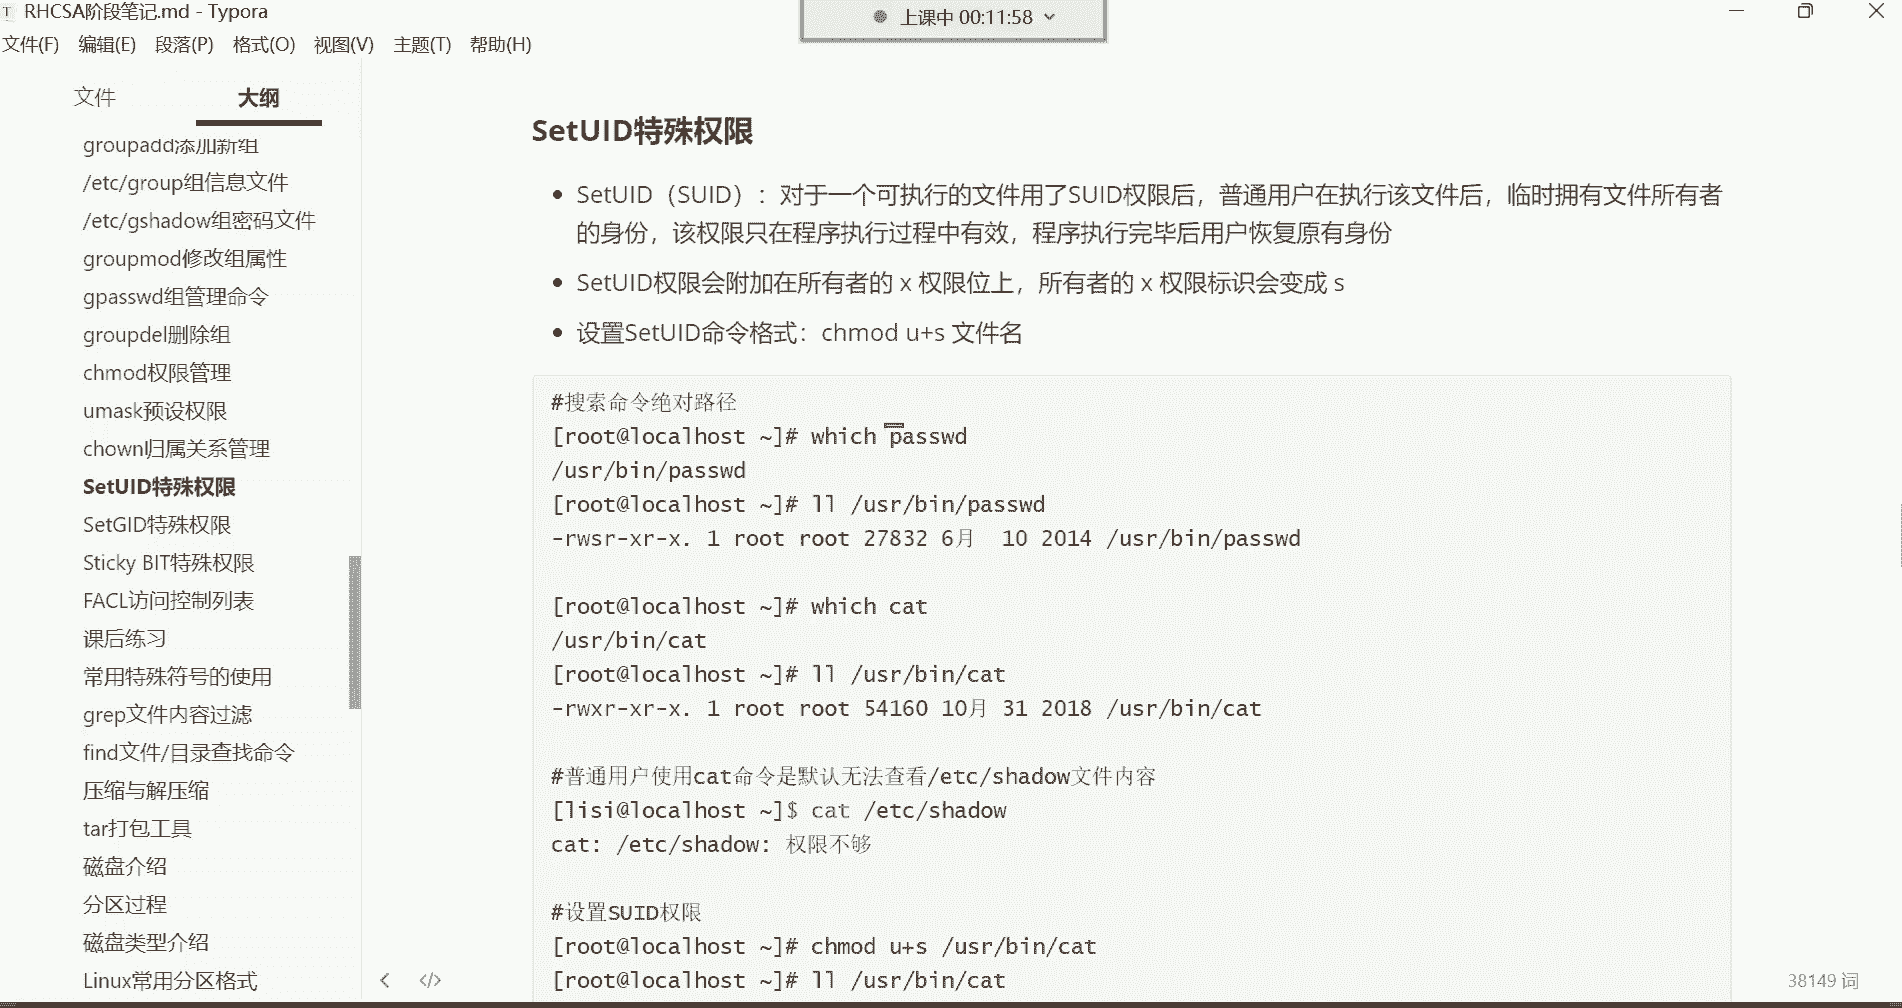 T RHCSA阶段笔记.md - Typora
上课中 00:11:58
文件(F) 编辑(E) 段落(P) 格式(O) 视图(V) 主题(T) 帮助(H)
文件 大纲
groupadd添加新组
/etc/group组信息文件
/etc/gshadow组密码文件
groupmod修改组属性
gpasswd组管理命令
groupdel删除组
chmod权限管理
umask预设权限
chown归属关系管理
SetUID特殊权限
SetGID特殊权限
Sticky BIT特殊权限
FACL访问控制列表
课后练习
常用特殊符号的使用
grep文件内容过滤
find文件/目录查找命令
压缩与解压缩
tar打包工具
磁盘介绍
分区过程
磁盘类型介绍
Linux常用分区格式
SetUID特殊权限
SetUID（SUID）：对于一个可执行的文件用了SUID权限后，普通用户在执行该文件后，临时拥有文件所有者
的身份，该权限只在程序执行过程中有效，程序执行完毕后用户恢复原有身份
SetUID权限会附加在所有者的 x 权限位上，所有者的 x 权限标识会变成 s
设置SetUID命令格式：chmod u+s 文件名
#搜索命令绝对路径
[root@localhost ~]# which passwd
/usr/bin/passwd
[root@localhost ~]# ll /usr/bin/passwd
-rwsr-xr-x. 1 root root 27832 6月  10 2014 /usr/bin/passwd
[root@localhost ~]# which cat
/usr/bin/cat
[root@localhost ~]# ll /usr/bin/cat
-rwxr-xr-x. 1 root root 54160 10月 31 2018 /usr/bin/cat
#普通用户使用cat命令是默认无法查看/etc/shadow文件内容
[lisi@localhost ~]$ cat /etc/shadow
cat: /etc/shadow: 权限不够
#设置SUID权限
[root@localhost ~]# chmod u+s /usr/bin/cat
[root@localhost ~]# ll /usr/bin/cat
38149 词